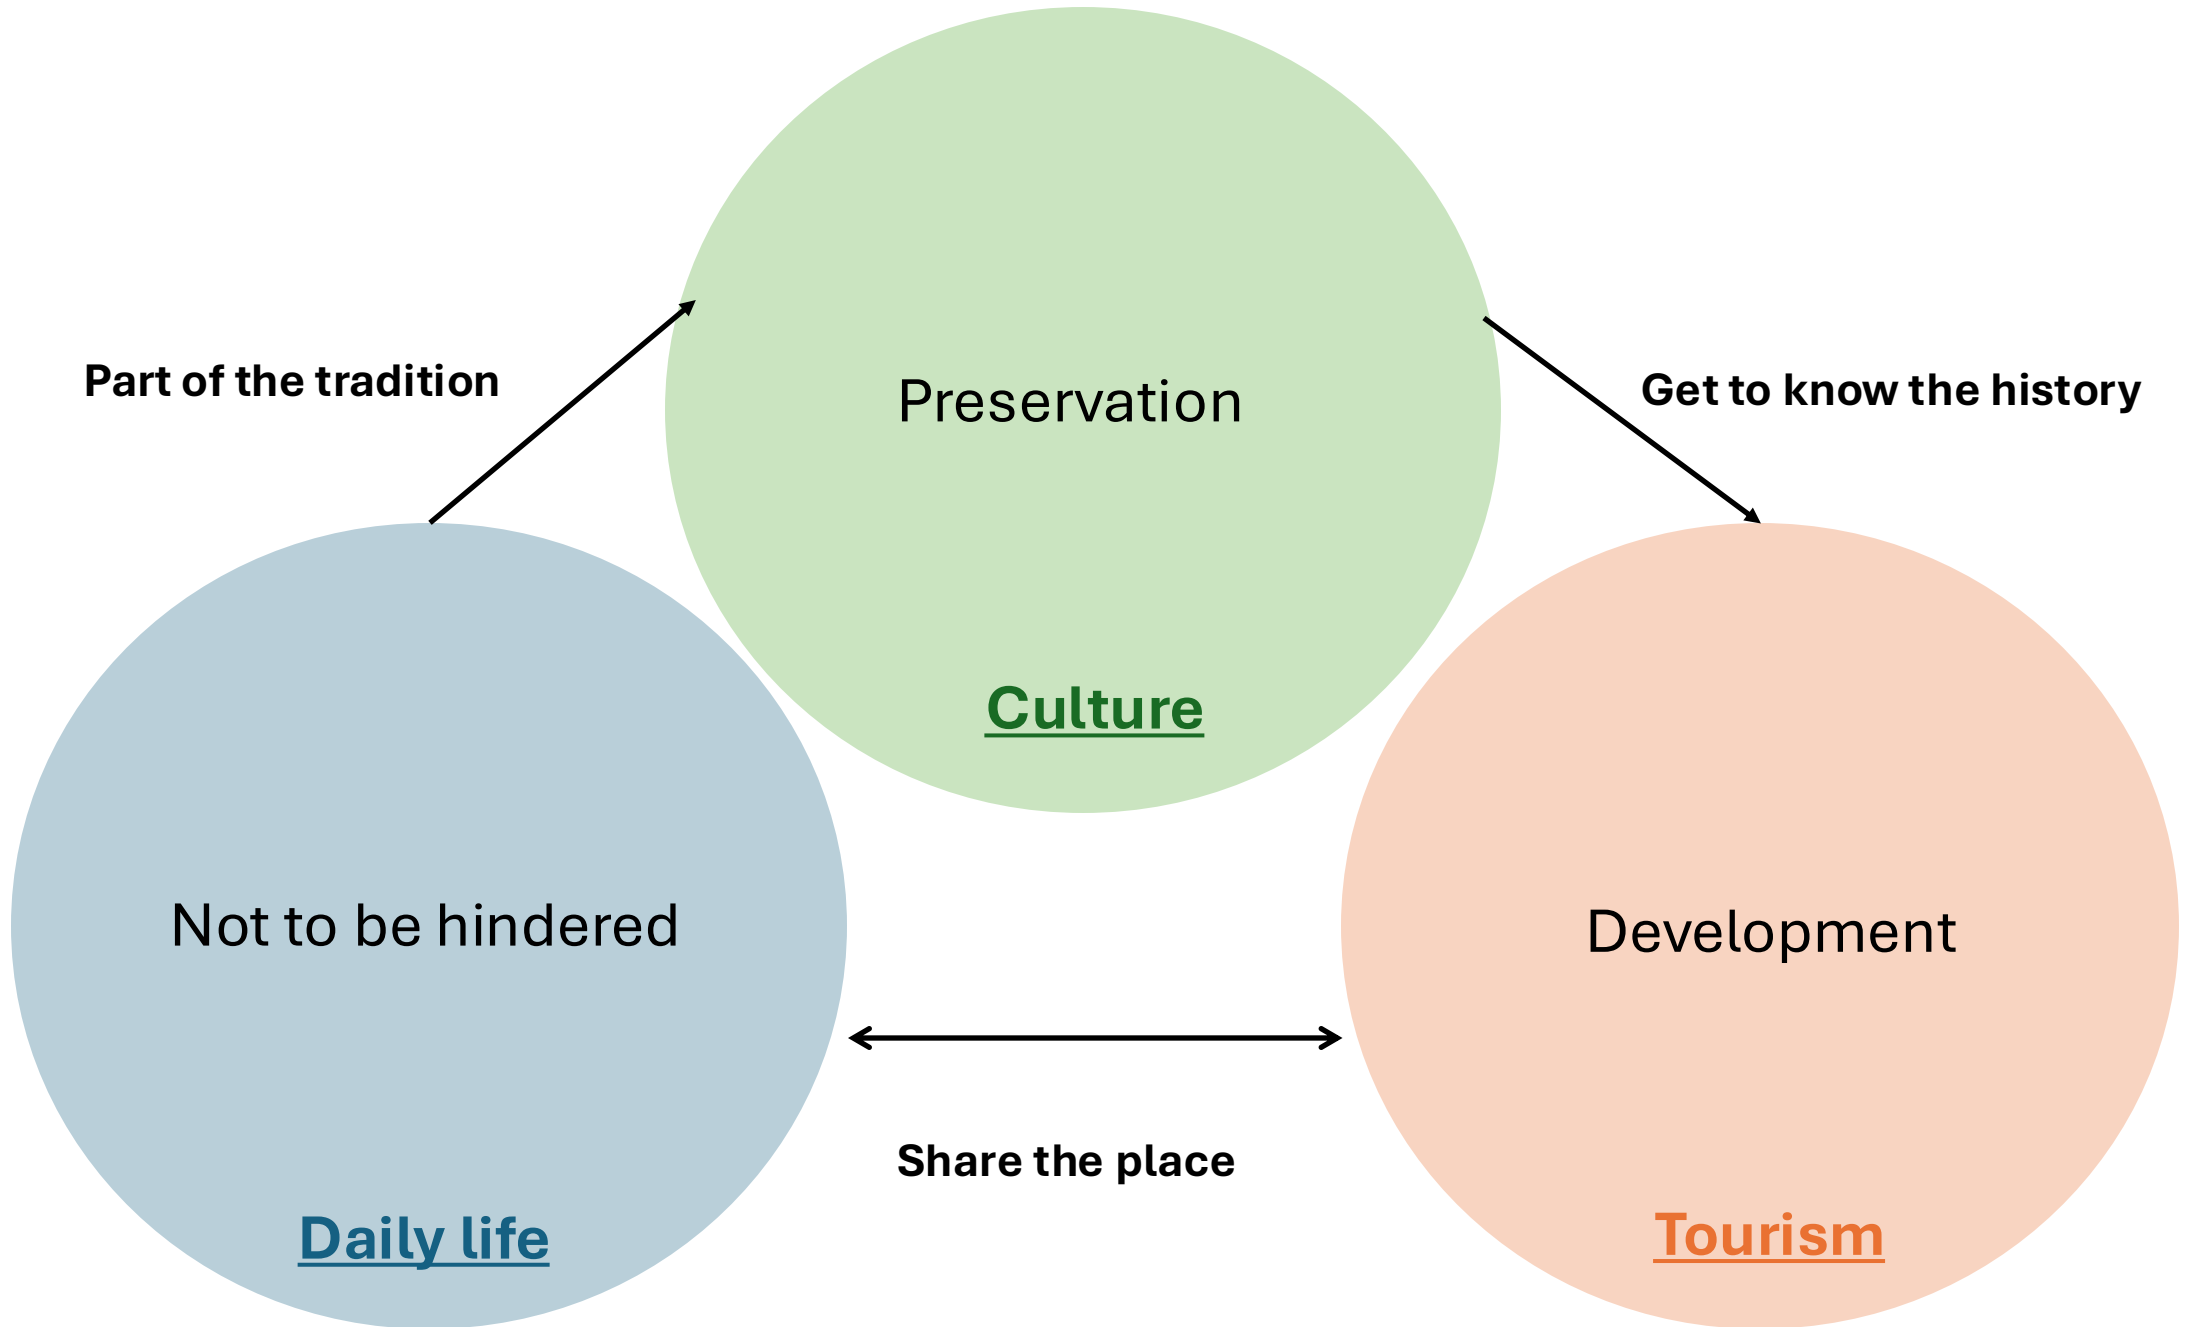 Part of the tradition
Preservation
Get to know the history
Culture
Not to be hindered
Development
Share the place
Daily life
Tourism